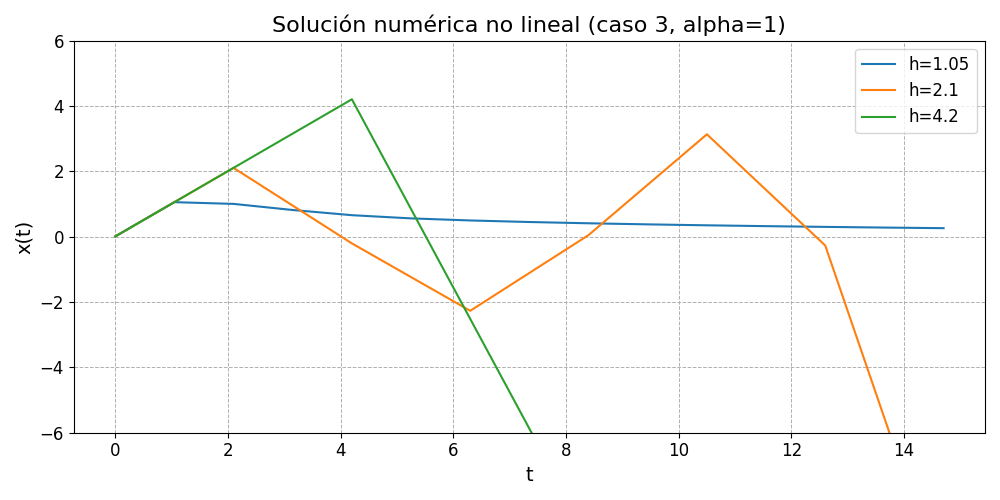 Solución numérica no lineal (caso 3, alpha=1)
h=1.05
h=2.1
h=4.2
x(t)
6
4
2
0
−2
−4
−6
0 2 4 6 8 10 12 14
t